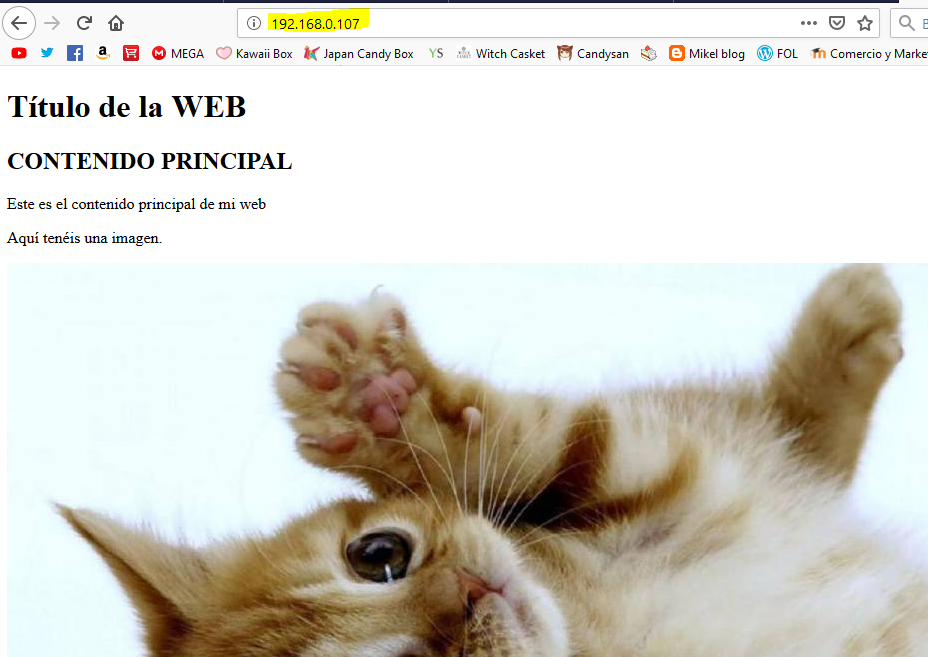 192.168.0.107
MEGA Kawaii Box Japan Candy Box YS Witch Casket Candysan Mikel blog FOL Comercio y Marke
Título de la WEB
CONTENIDO PRINCIPAL
Este es el contenido principal de mi web
Aquí tenéis una imagen.